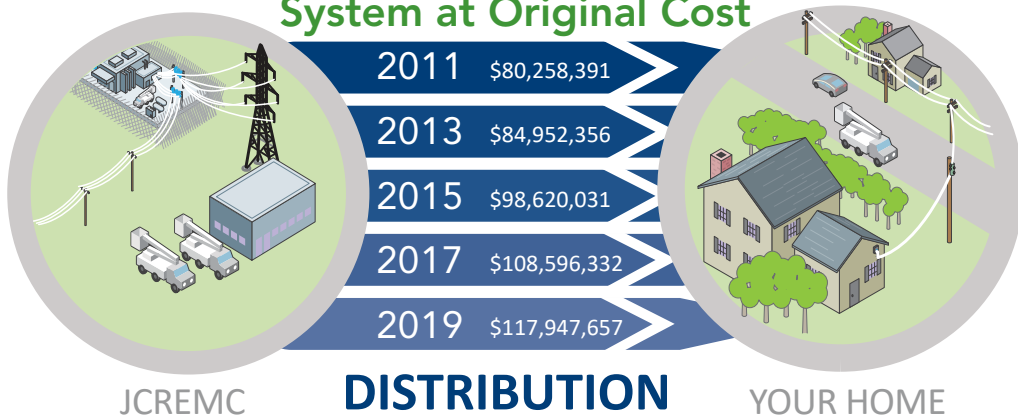 System at Original Cost
2011 $80,258,391
2013 $84,952,356
2015 $98,620,031
2017 $108,596,332
2019 $117,947,657
JCREMC DISTRIBUTION YOUR HOME